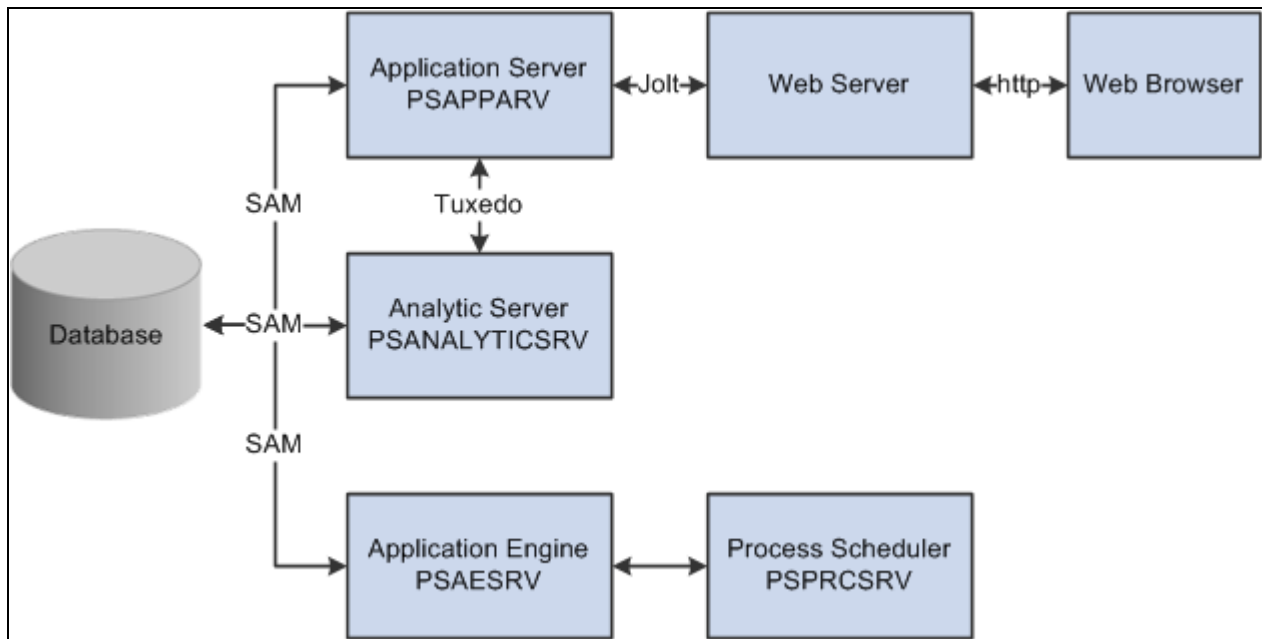 Application Server
PSAPPARV
Jolt
Web Server
http
Web Browser
SAM
Tuxedo
Database
SAM
Analytic Server
PSANALYTICSRV
SAM
Application Engine
PSAESRV
Process Scheduler
PSPRCSRV